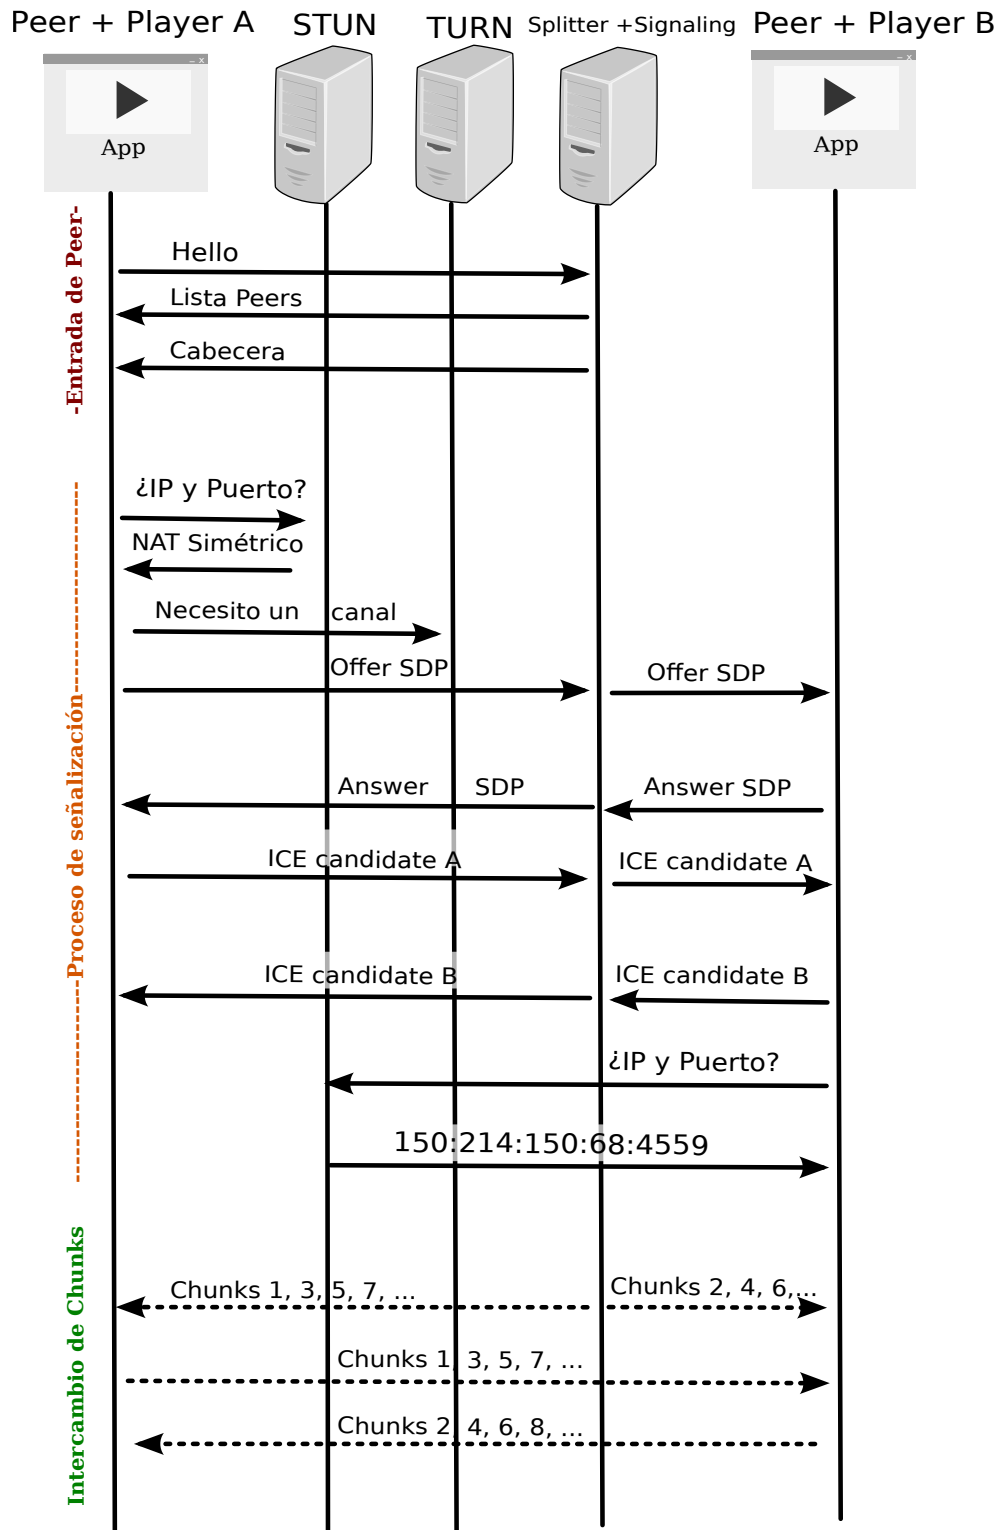 Peer + Player A
STUN
TURN
Splitter +Signaling
Peer + Player B
App
App
-Entrada de Peer-
Hello
Lista Peers
Cabecera
Proceso de señalización
¿IP y Puerto?
NAT Simétrico
Necesito un canal
Offer SDP
Offer SDP
Answer SDP
Answer SDP
ICE candidate A
ICE candidate A
ICE candidate B
ICE candidate B
¿IP y Puerto?
150:214:150:68:4559
Intercambio de Chunks
Chunks 1, 3, 5, 7, ...
Chunks 2, 4, 6,...
Chunks 1, 3, 5, 7, ...
Chunks 2, 4, 6, 8, ...